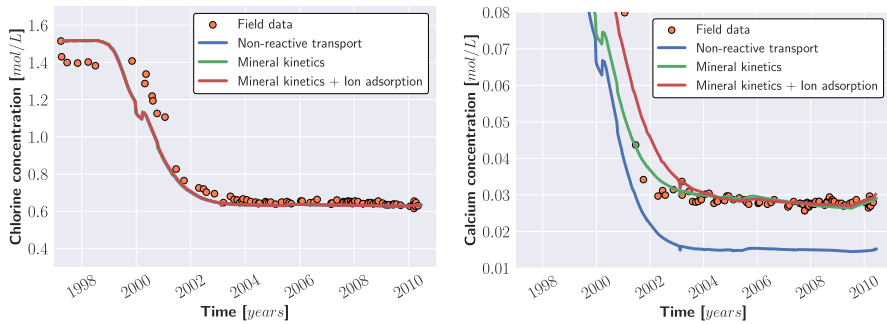 Chlorine concentration [mol/L]
1.6
1.4
1.2
1.0
0.8
0.6
0.4
Field data
Non-reactive transport
Mineral kinetics
Mineral kinetics + Ion adsorption
1998
2000
2002
2004
2006
2008
2010
Time [years]
Calcium concentration [mol/L]
0.08
0.07
0.06
0.05
0.04
0.03
0.02
0.01
Field data
Non-reactive transport
Mineral kinetics
Mineral kinetics + Ion adsorption
1998
2000
2002
2004
2006
2008
2010
Time [years]